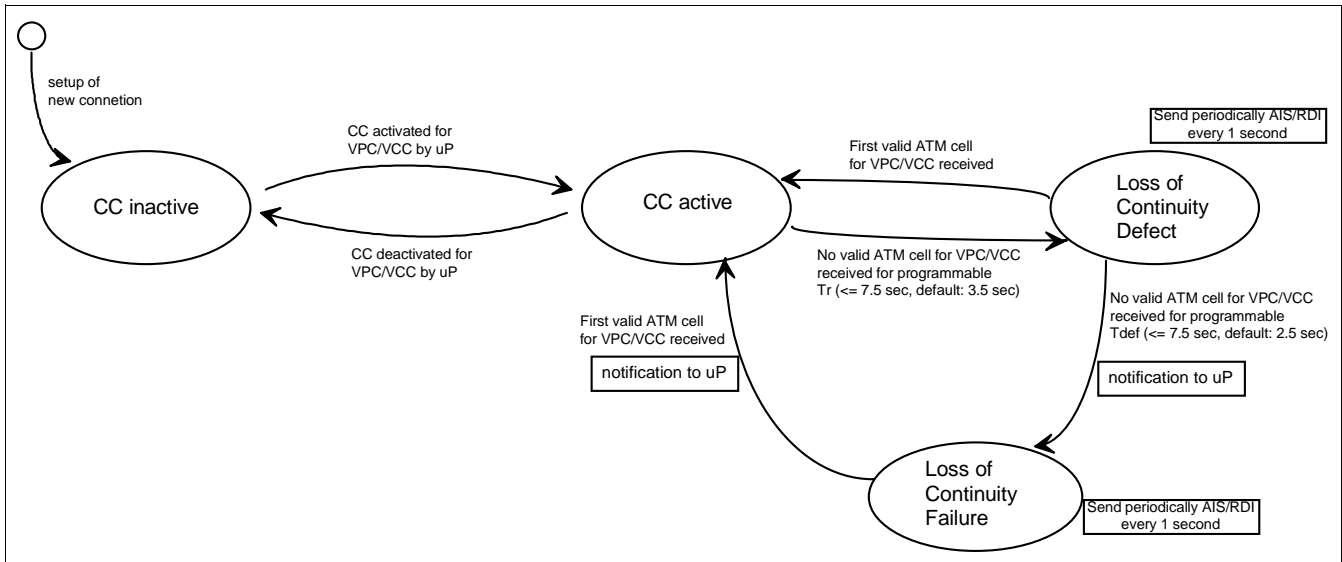 setup of
new connetion
CC inactive
CC activated for
VPC/VCC by uP
CC deactivated for
VPC/VCC by uP
CC active
First valid ATM cell
for VPC/VCC received
No valid ATM cell for VPC/VCC
received for programmable
Tr (<= 7.5 sec, default: 3.5 sec)
Send periodically AIS/RDI
every 1 second
Loss of
Continuity
Defect
No valid ATM cell for VPC/VCC
received for programmable
Tdef (<= 7.5 sec, default: 2.5 sec)
notification to uP
First valid ATM cell
for VPC/VCC received
notification to uP
Loss of
Continuity
Failure
Send periodically AIS/RDI
every 1 second